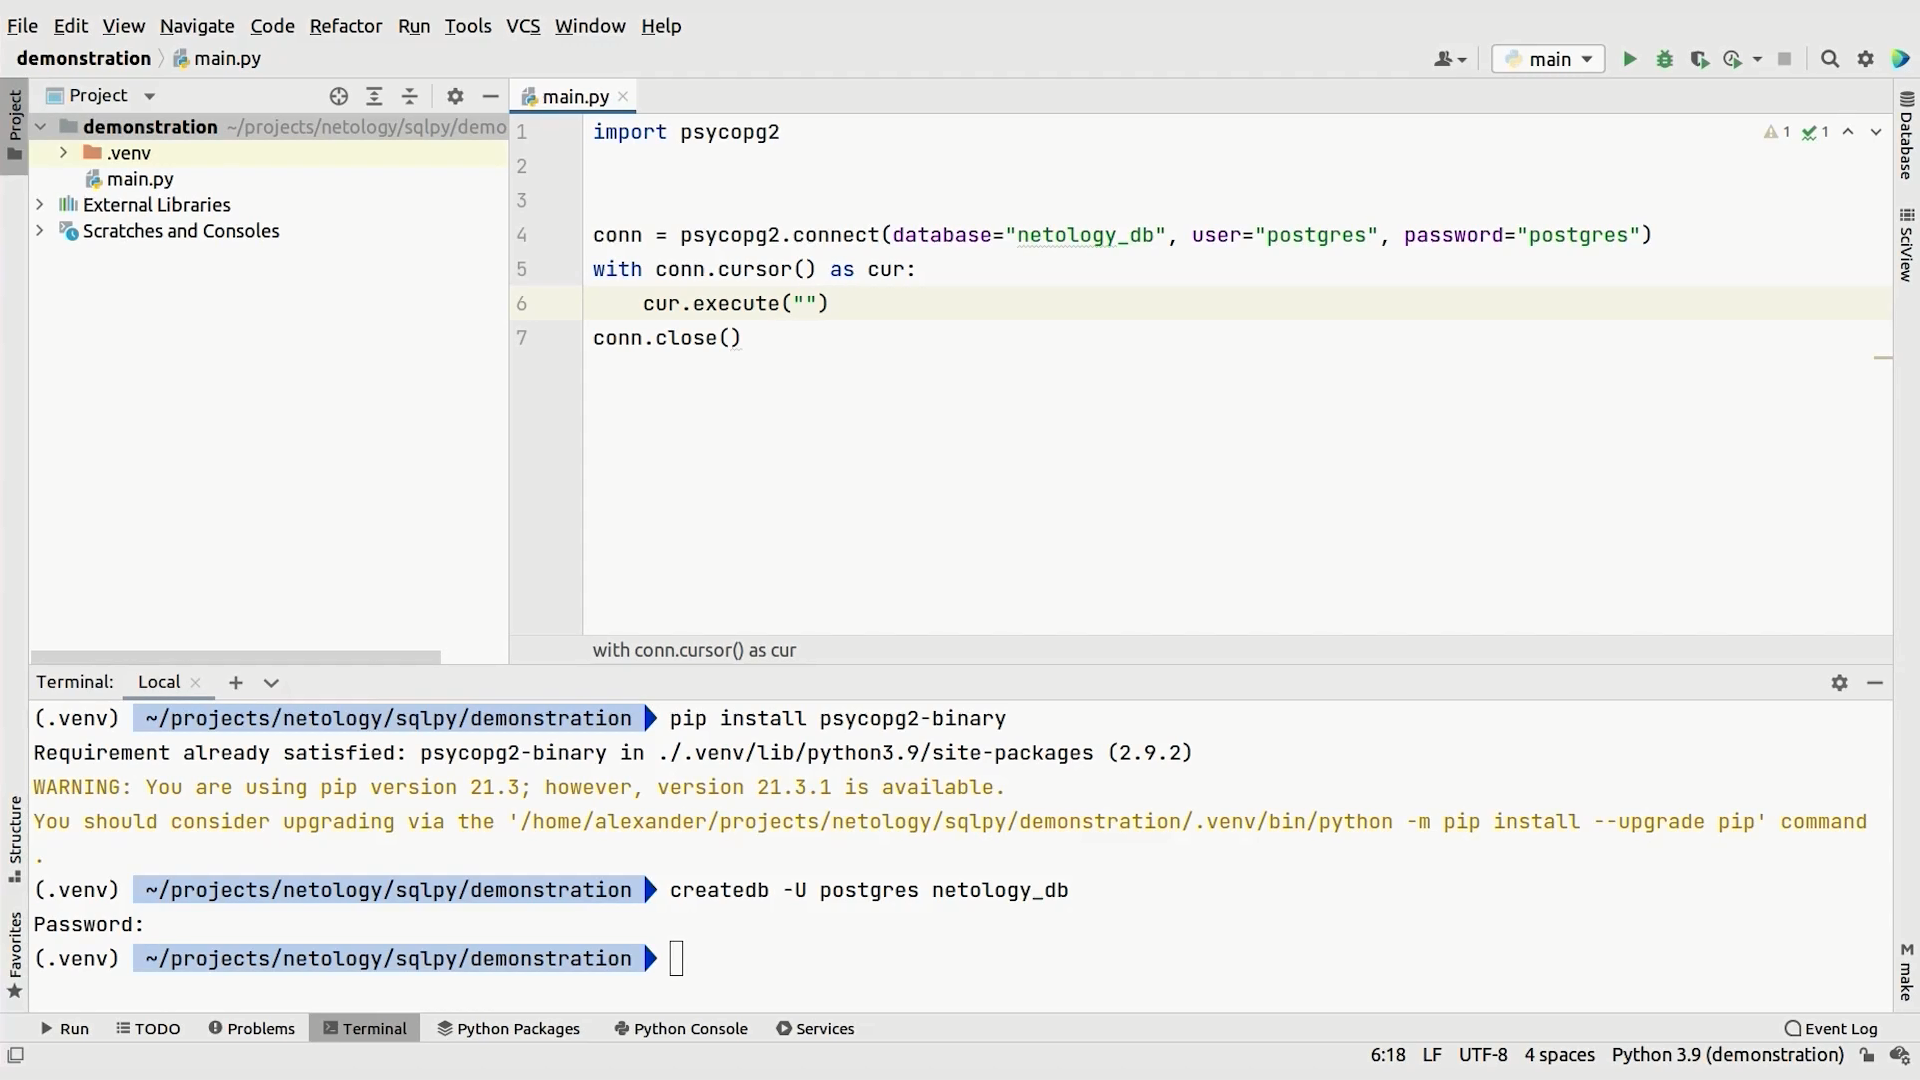 File Edit View Navigate Code Refactor Run Tools VCS Window Help
demonstration main.py
main
Project
main.py
demonstration ~/projects/netology/sqlpy/demo
.venv
main.py
External Libraries
Scratches and Consoles
1 import psycopg2
1 1
2
3
4 conn = psycopg2.connect(database="netology_db", user="postgres", password="postgres")
5 with conn.cursor() as cur:
6 cur.execute("")
7 conn.close()
with conn.cursor() as cur
Project
Structure
Favorites
Database
SciView
make
Terminal: Local
(.venv) ~/projects/netology/sqlpy/demonstration pip install psycopg2-binary
Requirement already satisfied: psycopg2-binary in ./.venv/lib/python3.9/site-packages (2.9.2)
WARNING: You are using pip version 21.3; however, version 21.3.1 is available.
You should consider upgrading via the '/home/alexander/projects/netology/sqlpy/demonstration/.venv/bin/python -m pip install --upgrade pip' command
.
(.venv) ~/projects/netology/sqlpy/demonstration createdb -U postgres netology_db
Password:
(.venv) ~/projects/netology/sqlpy/demonstration
Run TODO Problems Terminal Python Packages Python Console Services Event Log
6:18 LF UTF-8 4 spaces Python 3.9 (demonstration)